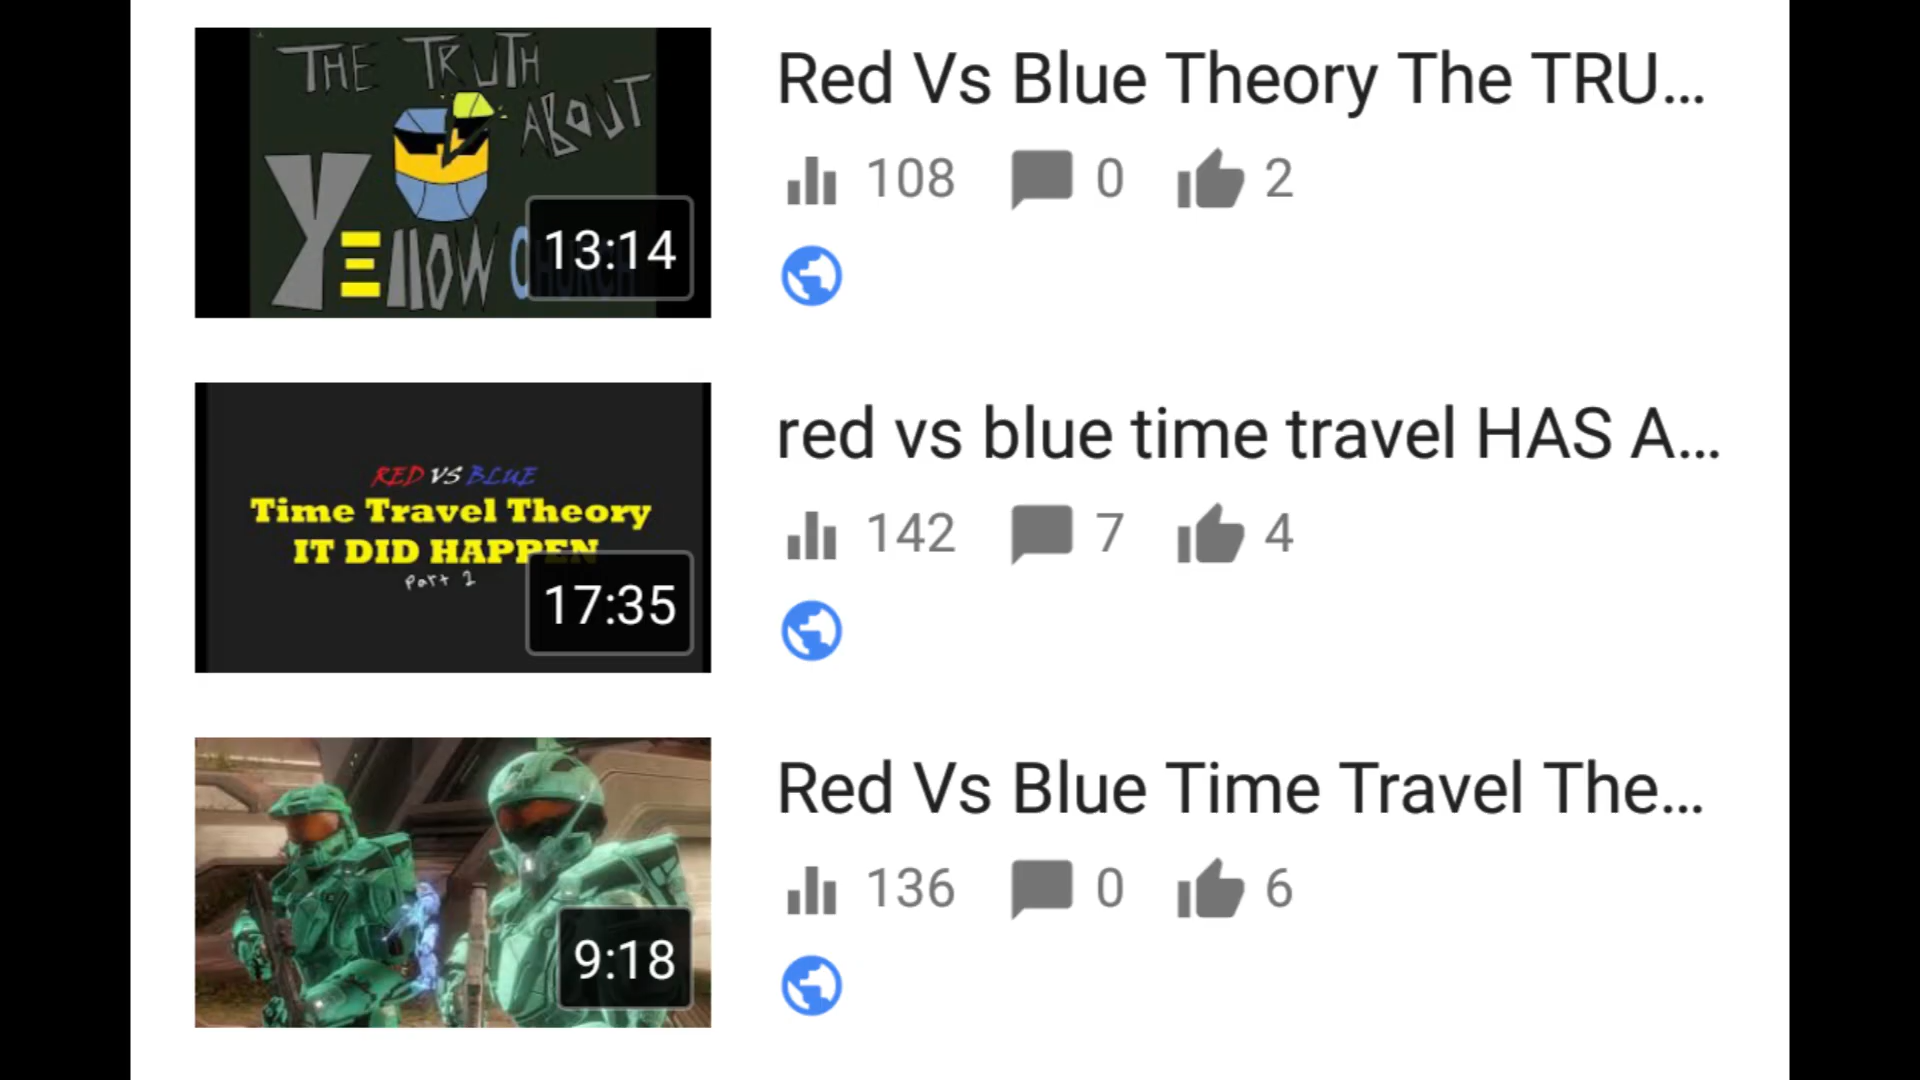 THE TRUTH
ABOUT
YEllOW CHURCH
13:14
Red Vs Blue Theory The TRU...
108 0 2
RED VS BLUE
Time Travel Theory
IT DID HAPPEN
part 2
17:35
red vs blue time travel HAS A...
142 7 4
9:18
Red Vs Blue Time Travel The...
136 0 6